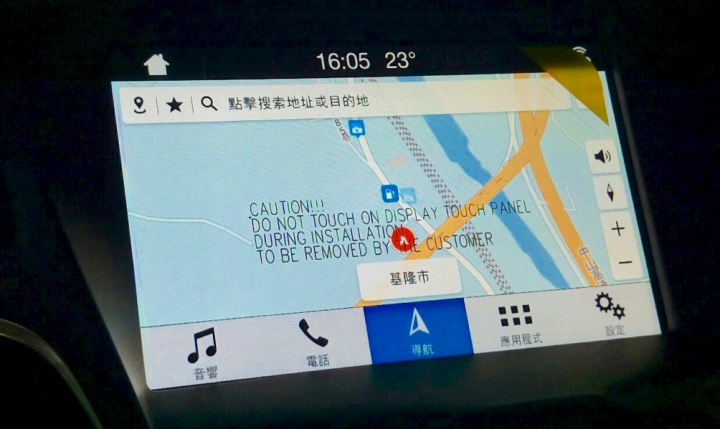 16:05 23°
點擊搜索地址或目的地
CAUTION!!!
DO NOT TOUCH ON DISPLAY TOUCH PANEL
DURING INSTALLATION
TO BE REMOVED BY THE CUSTOMER
基隆市
音響
電話
導航
應用程式
設定